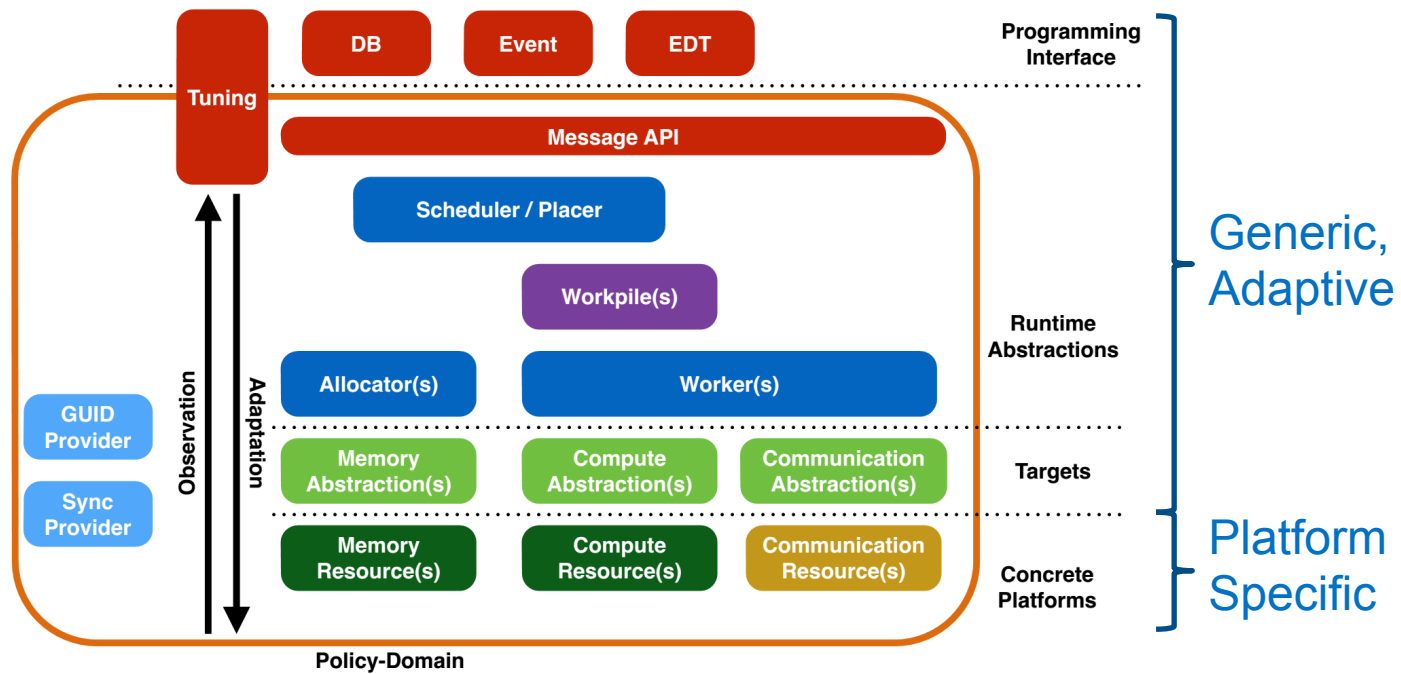 DB
Event
EDT
Programming
Interface
Tuning
Message API
Scheduler / Placer
Generic,
Adaptive
Workpile(s)
Runtime
Abstractions
Allocator(s)
Worker(s)
Observation
Adaptation
GUID
Provider
Memory
Abstraction(s)
Compute
Abstraction(s)
Communication
Abstraction(s)
Targets
Sync
Provider
Memory
Resource(s)
Compute
Resource(s)
Communication
Resource(s)
Concrete
Platforms
Platform
Specific
Policy-Domain